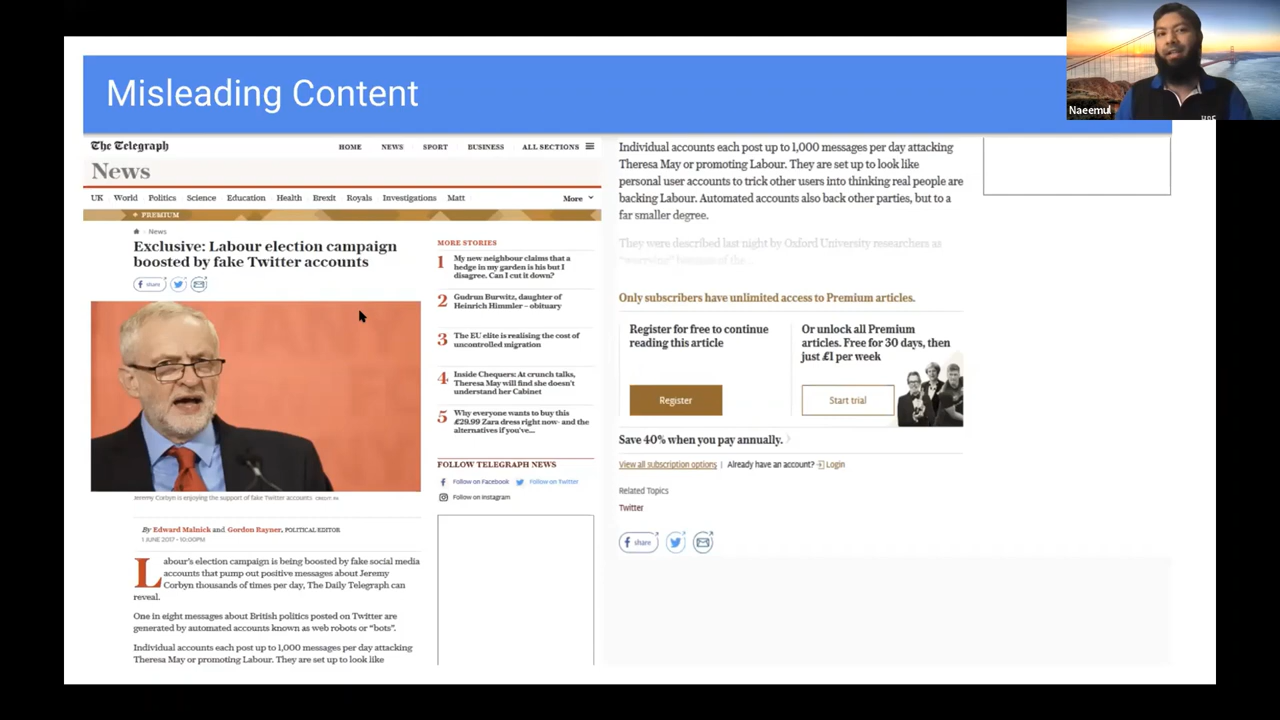 Misleading Content
Naeemul
The Telegraph
HOME NEWS SPORT BUSINESS ALL SECTIONS
News
UK World Politics Science Education Health Brexit Royals Investigations Matt More
PREMIUM
News
Exclusive: Labour election campaign
boosted by fake Twitter accounts
share
Jeremy Corbyn is enjoying the support of fake Twitter accounts CREDIT: PA
By Edward Malnick and Gordon Rayner, POLITICAL EDITOR
1 JUNE 2017 • 10:00PM
Labour's election campaign is being boosted by fake social media
accounts that pump out positive messages about Jeremy
Corbyn thousands of times per day, The Daily Telegraph can
reveal.
One in eight messages about British politics posted on Twitter are
generated by automated accounts known as web robots or “bots”.
Individual accounts each post up to 1,000 messages per day attacking
Theresa May or promoting Labour. They are set up to look like
MORE STORIES
1 My new neighbour claims that a
hedge in my garden is his but I
disagree. Can I cut it down?
2 Gudrun Burwitz, daughter of
Heinrich Himmler – obituary
3 The EU elite is realising the cost of
uncontrolled migration
4 Inside Chequers: At crunch talks,
Theresa May will find she doesn't
understand her Cabinet
5 Why everyone wants to buy this
£29.99 Zara dress right now- and the
alternatives if you've...
FOLLOW TELEGRAPH NEWS
Follow on Facebook Follow on Twitter
Follow on Instagram
Individual accounts each post up to 1,000 messages per day attacking
Theresa May or promoting Labour. They are set up to look like
personal user accounts to trick other users into thinking real people are
backing Labour. Automated accounts also back other parties, but to a
far smaller degree.
They were described last night by Oxford University researchers as
“worrying” because of the...
Only subscribers have unlimited access to Premium articles.
Register for free to continue
reading this article
Register
Or unlock all Premium
articles. Free for 30 days, then
just £1 per week
Start trial
Save 40% when you pay annually.
View all subscription options | Already have an account? Login
Related Topics
Twitter
share